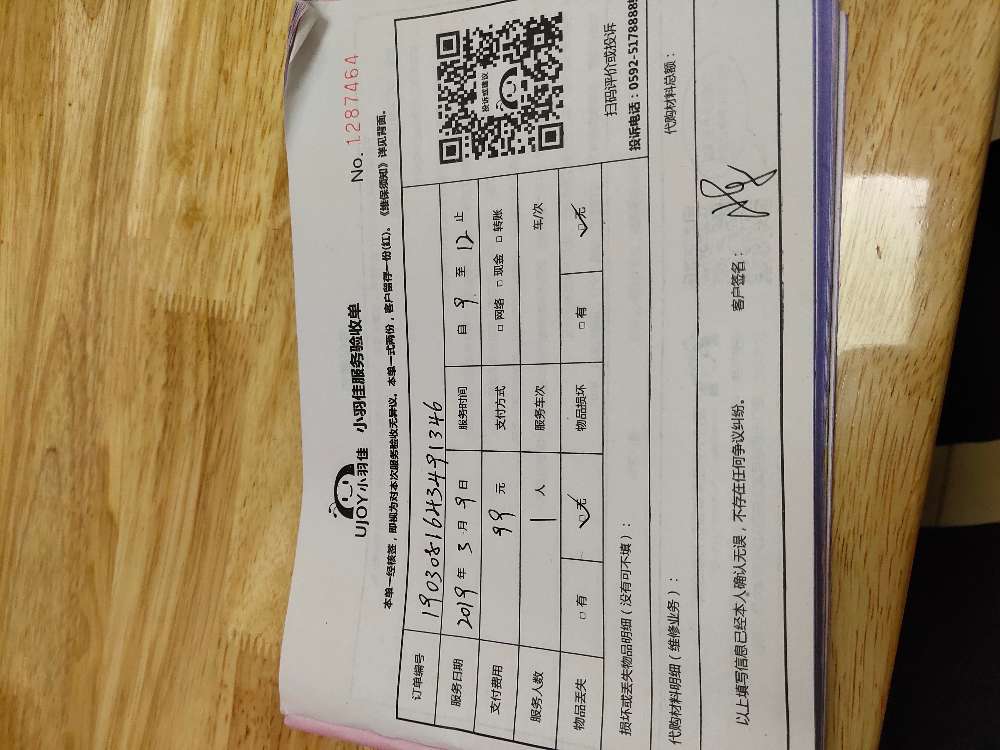 No. 1287464
UJOY小羽佳 小羽佳服务验收单
本单一经核签，即视为对本次服务验收无异议，本单一式两份，客户留存一份(红)。《维保须知》详见背面。
订单编号 190308164349 1346
服务日期 2019 年 3 月 9 日 服务时间 自 9 至 12 止
支付费用 99 元 支付方式 □ 网络 □ 现金 □ 转账
服务人数 1 人 服务车次 车/次
物品丢失 □ 有 □ 无 物品损坏 □ 有 □ 无
投诉或建议
扫码评价或投诉
投诉电话：0592-5178888
损坏或丢失物品明细（没有可不填）：
代购材料明细（维修业务）： 代购材料总额：
以上填写信息已经本人确认无误，不存在任何争议纠纷。 客户签名：